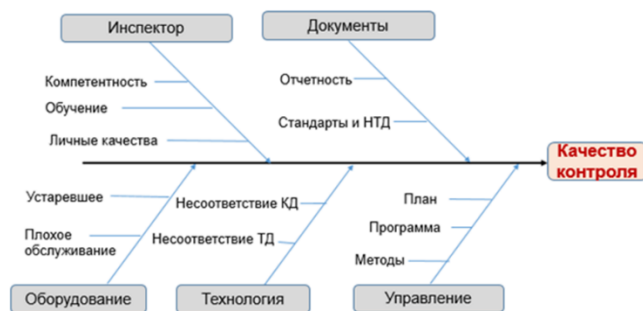 Инспектор
Документы
Компетентность
Обучение
Личные качества
Отчетность
Стандарты и НТД
Качество
контроля
Устаревшее
Плохое
обслуживание
Несоответствие КД
Несоответствие ТД
План
Программа
Методы
Оборудование
Технология
Управление